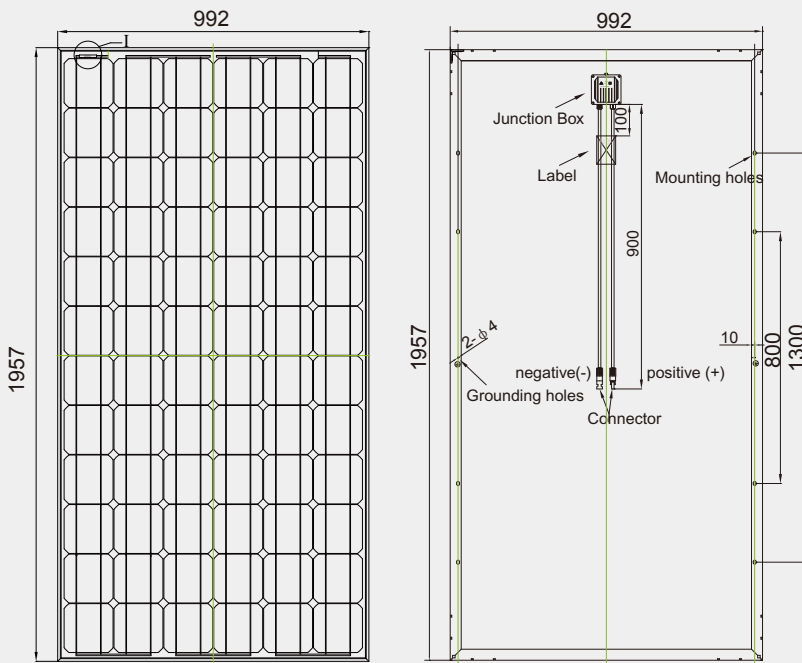 992
I
1957
992
Junction Box
100
Label
Mounting holes
900
1957
2-ϕ4
10
800
1300
negative(-)
positive (+)
Grounding holes
Connector